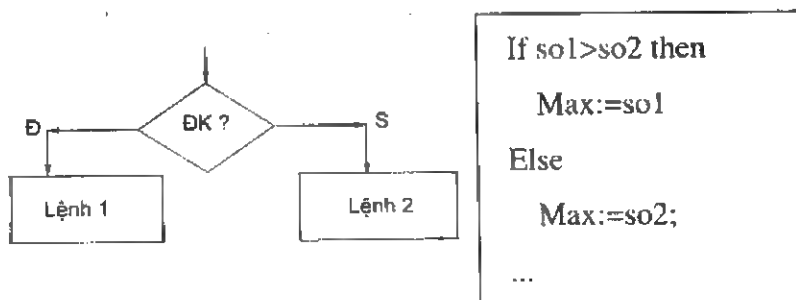 ĐK ?
Đ
S
Lệnh 1
Lệnh 2
If so1>so2 then
Max:=so1
Else
Max:=so2;
...